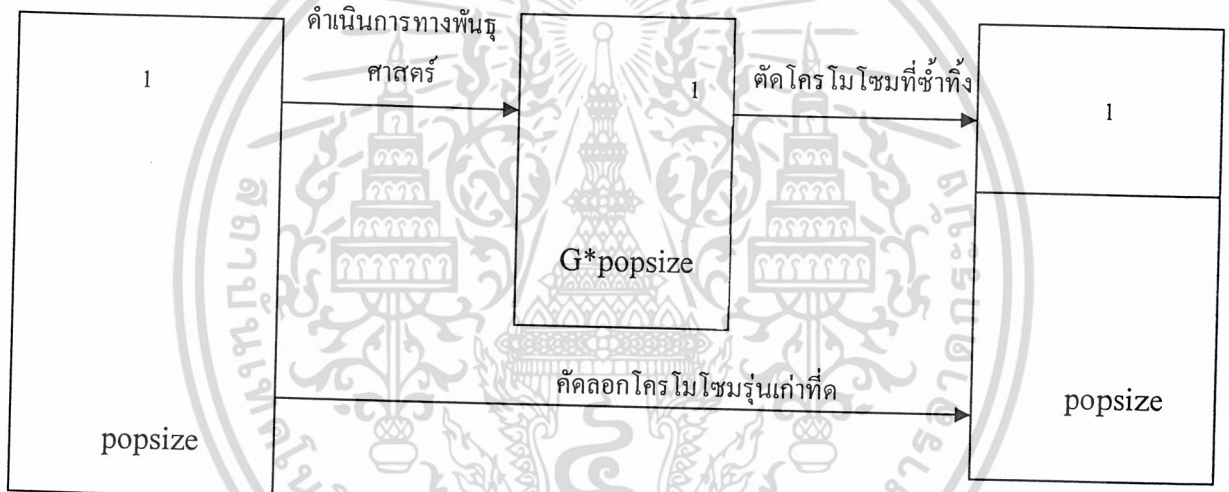 ดำเนินการทางพันธุ
ศาสตร์
1
1
ตัดโครโมโซมที่ซ้ำทิ้ง
1
G*popsize
คัดลอกโครโมโซมรุ่นเก่าที่ด
popsize
popsize